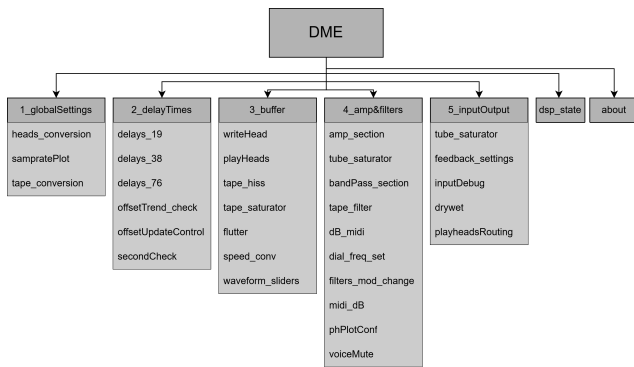 DME
1_globalSettings
heads_conversion
sampratePlot
tape_conversion
2_delayTimes
delays_19
delays_38
delays_76
offsetTrend_check
offsetUpdateControl
secondCheck
3_buffer
writeHead
playHeads
tape_hiss
tape_saturator
flutter
speed_conv
waveform_sliders
4_amp&filters
amp_section
tube_saturator
bandPass_section
tape_filter
dB_midi
dial_freq_set
filters_mod_change
midi_dB
phPlotConf
voiceMute
5_inputOutput
tube_saturator
feedback_settings
inputDebug
drywet
playheadsRouting
dsp_state
about